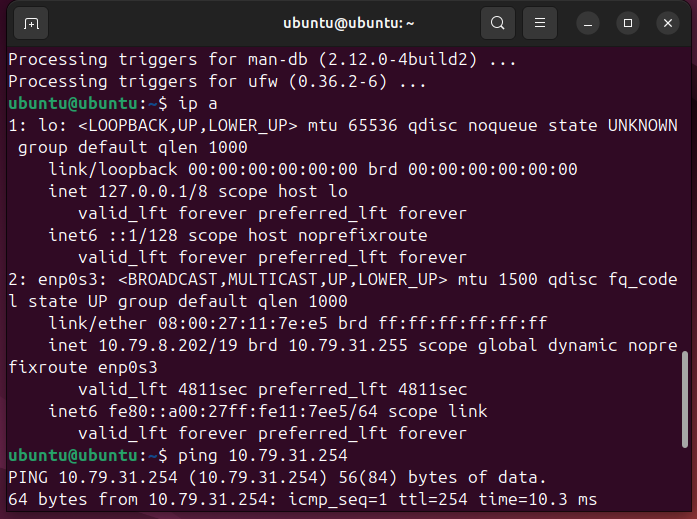 ubuntu@ubuntu: ~
Processing triggers for man-db (2.12.0-4build2) ...
Processing triggers for ufw (0.36.2-6) ...
ubuntu@ubuntu:~$ ip a
1: lo: <LOOPBACK,UP,LOWER_UP> mtu 65536 qdisc noqueue state UNKNOWN
 group default qlen 1000
    link/loopback 00:00:00:00:00:00 brd 00:00:00:00:00:00
    inet 127.0.0.1/8 scope host lo
       valid_lft forever preferred_lft forever
    inet6 ::1/128 scope host noprefixroute
       valid_lft forever preferred_lft forever
2: enp0s3: <BROADCAST,MULTICAST,UP,LOWER_UP> mtu 1500 qdisc fq_code
l state UP group default qlen 1000
    link/ether 08:00:27:11:7e:e5 brd ff:ff:ff:ff:ff:ff
    inet 10.79.8.202/19 brd 10.79.31.255 scope global dynamic nopre
fixroute enp0s3
       valid_lft 4811sec preferred_lft 4811sec
    inet6 fe80::a00:27ff:fe11:7ee5/64 scope link
       valid_lft forever preferred_lft forever
ubuntu@ubuntu:~$ ping 10.79.31.254
PING 10.79.31.254 (10.79.31.254) 56(84) bytes of data.
64 bytes from 10.79.31.254: icmp_seq=1 ttl=254 time=10.3 ms